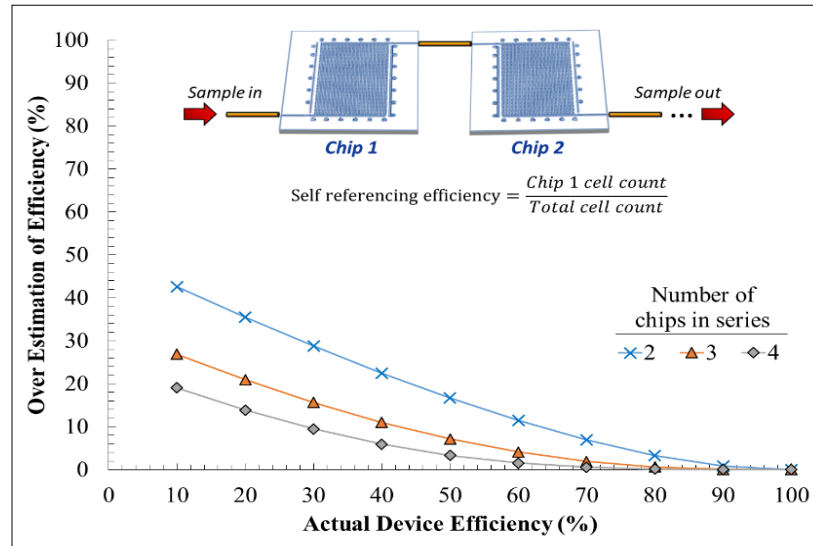 Over Estimation of Efficiency (%)
100
90
80
70
60
50
40
30
20
10
0
Sample in
Sample out
...
Chip 1
Chip 2
Self referencing efficiency = Chip 1 cell count / Total cell count
Number of
chips in series
2 3 4
0 10 20 30 40 50 60 70 80 90 100
Actual Device Efficiency (%)